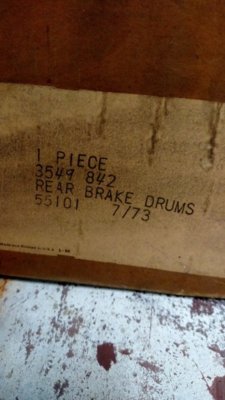 1 PIECE
3549 842
REAR BRAKE DRUMS
55101 7/73